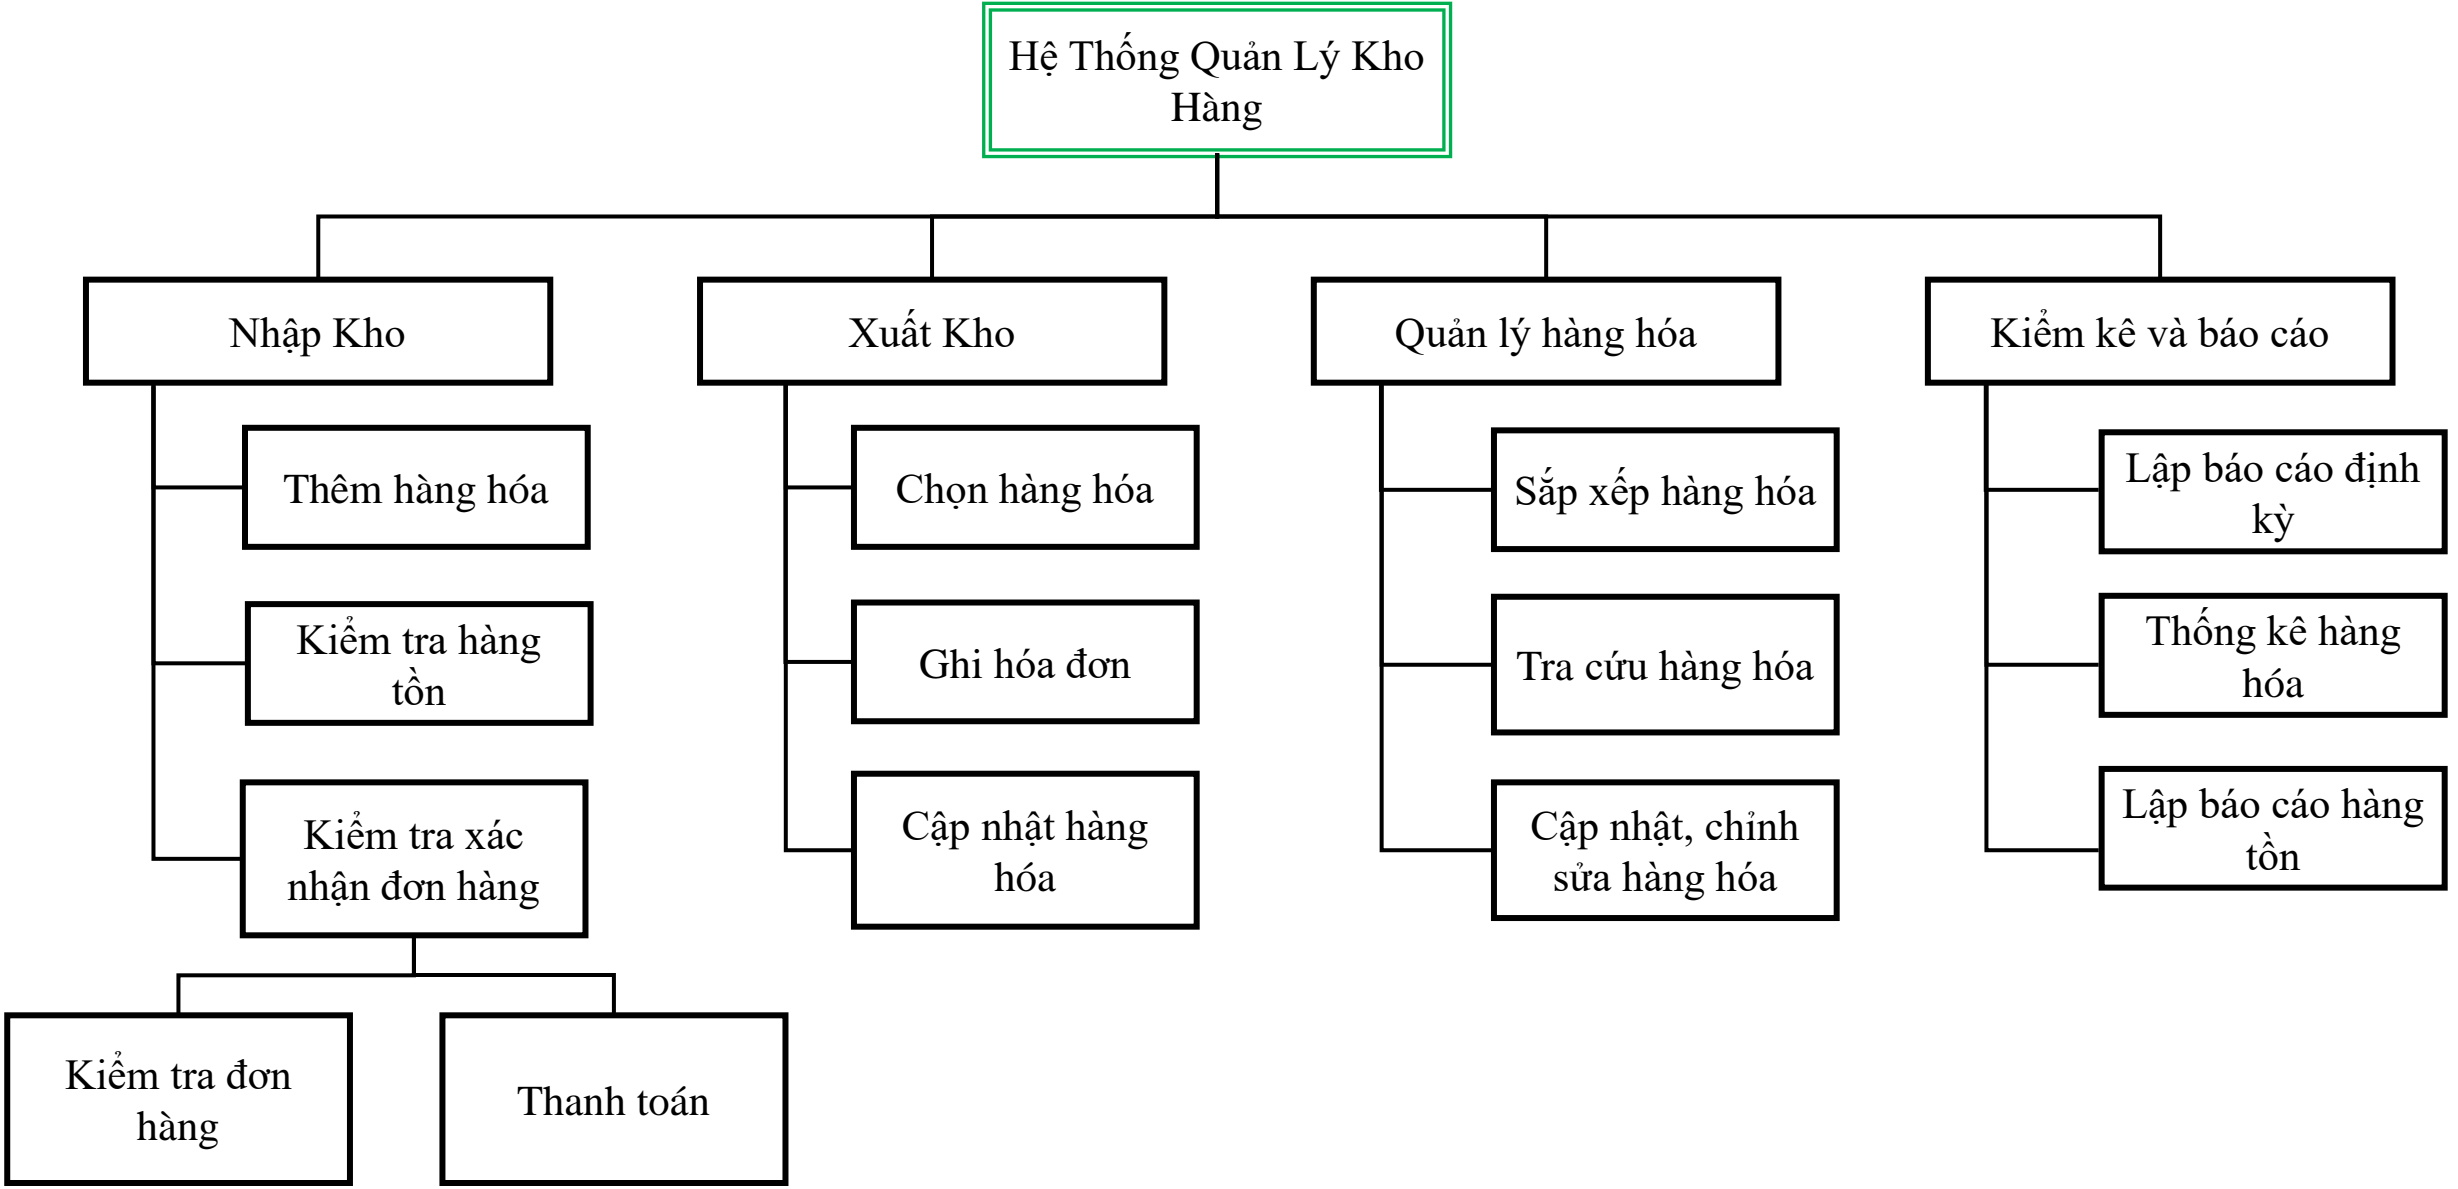 Hệ Thống Quản Lý Kho
Hàng
Nhập Kho
Xuất Kho
Quản lý hàng hóa
Kiểm kê và báo cáo
Thêm hàng hóa
Kiểm tra hàng
tồn
Kiểm tra xác
nhận đơn hàng
Kiểm tra đơn
hàng
Thanh toán
Chọn hàng hóa
Ghi hóa đơn
Cập nhật hàng
hóa
Sắp xếp hàng hóa
Tra cứu hàng hóa
Cập nhật, chỉnh
sửa hàng hóa
Lập báo cáo định
kỳ
Thống kê hàng
hóa
Lập báo cáo hàng
tồn